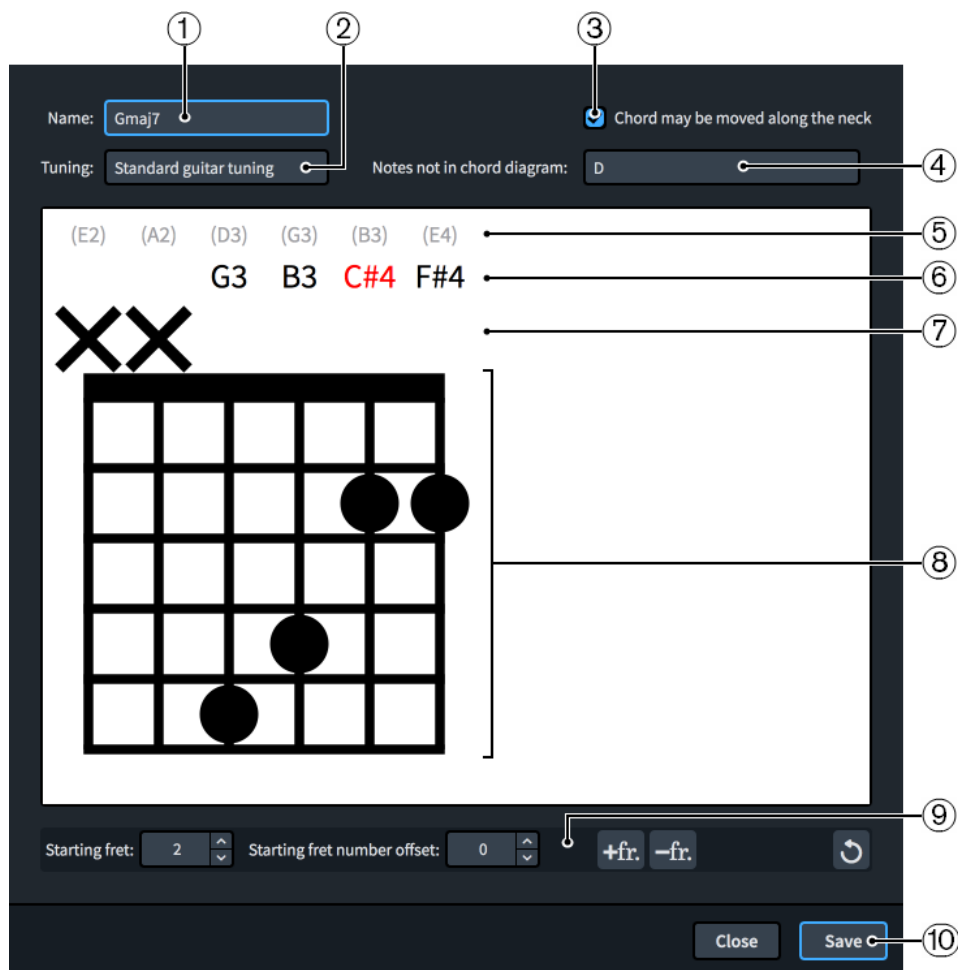 ① ② ③
Name: Gmaj7 Chord may be moved along the neck
Tuning: Standard guitar tuning Notes not in chord diagram: D ④
(E2) (A2) (D3) (G3) (B3) (E4) ⑤
G3 B3 C#4 F#4 ⑥
⑦
⑧
⑨
Starting fret: 2 Starting fret number offset: 0 +fr. −fr.
Close Save ⑩